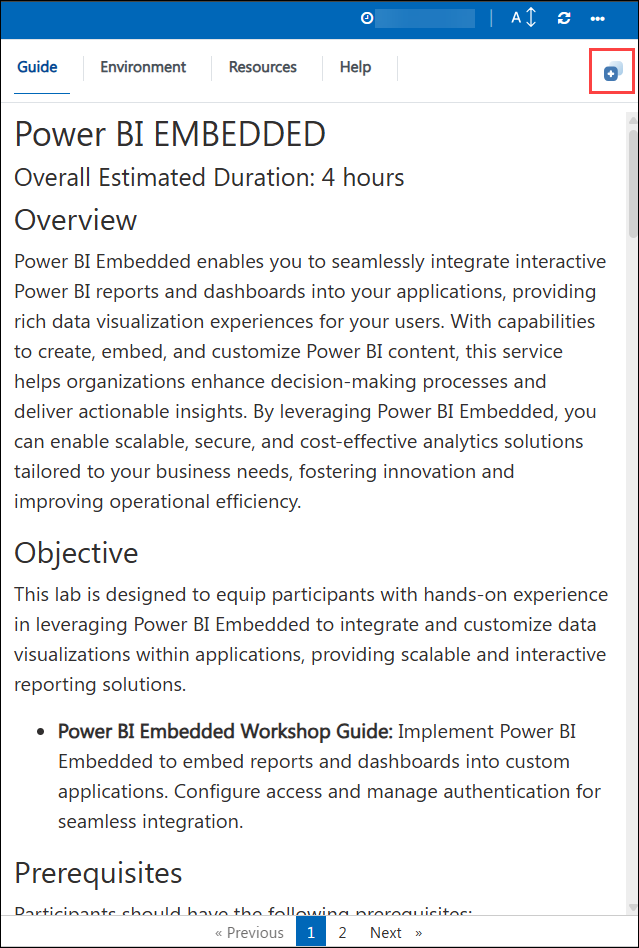 A
Guide Environment Resources Help
Power BI EMBEDDED
Overall Estimated Duration: 4 hours
Overview
Power BI Embedded enables you to seamlessly integrate interactive
Power BI reports and dashboards into your applications, providing
rich data visualization experiences for your users. With capabilities
to create, embed, and customize Power BI content, this service
helps organizations enhance decision-making processes and
deliver actionable insights. By leveraging Power BI Embedded, you
can enable scalable, secure, and cost-effective analytics solutions
tailored to your business needs, fostering innovation and
improving operational efficiency.
Objective
This lab is designed to equip participants with hands-on experience
in leveraging Power BI Embedded to integrate and customize data
visualizations within applications, providing scalable and interactive
reporting solutions.
• Power BI Embedded Workshop Guide: Implement Power BI
Embedded to embed reports and dashboards into custom
applications. Configure access and manage authentication for
seamless integration.
Prerequisites
Participants should have the following prerequisites:
« Previous 1 2 Next »